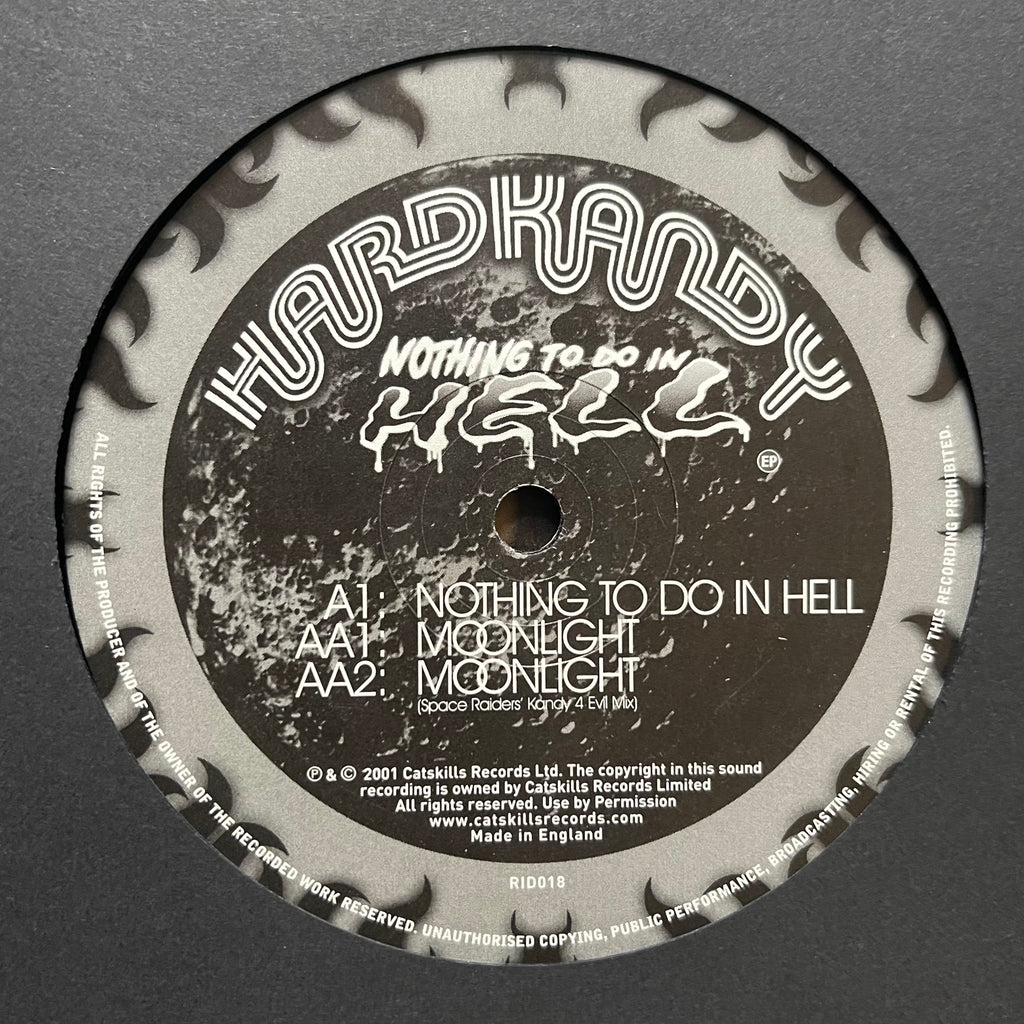 HARDKANDY
NOTHING TO DO IN
HELL
EP
A1: NOTHING TO DO IN HELL
AA1: MOONLIGHT
AA2: MOONLIGHT
(Space Raiders' Kandy 4 Evil Mix)
℗ & © 2001 Catskills Records Ltd. The copyright in this sound
recording is owned by Catskills Records Limited
All rights reserved. Use by Permission
www.catskillsrecords.com
Made in England
RID018
ALL RIGHTS OF THE PRODUCER AND OF THE OWNER OF THE RECORDED WORK RESERVED. UNAUTHORISED COPYING, PUBLIC PERFORMANCE, BROADCASTING, HIRING OR RENTAL OF THIS RECORDING PROHIBITED.